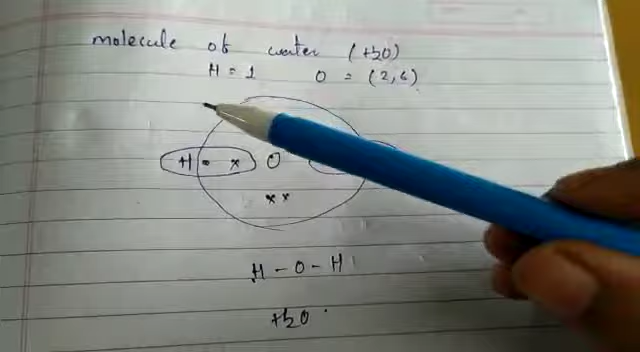 molecule of water (H2O)
H = 1 O = (2,6)
H • x O
x x
H - O - H
H2O